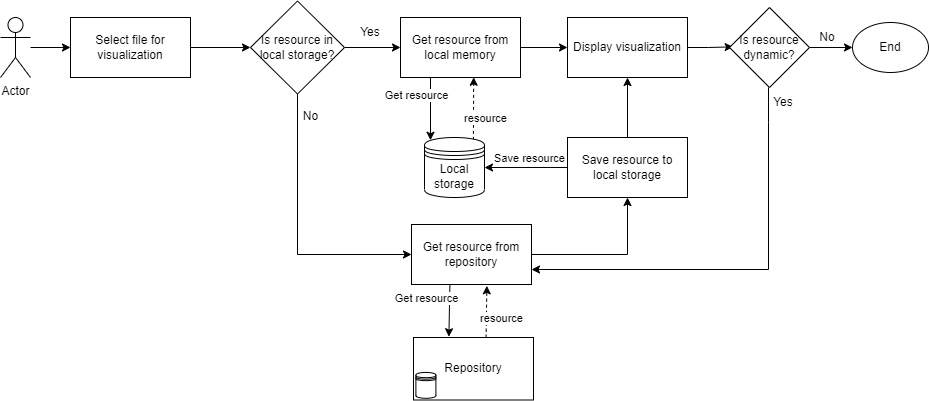 Actor
Select file for
visualization
Is resource in
local storage?
Yes
No
Get resource from
local memory
Get resource
resource
Local
storage
Display visualization
Is resource
dynamic?
No
Yes
End
Save resource to
local storage
Save resource
Get resource from
repository
Get resource
resource
Repository